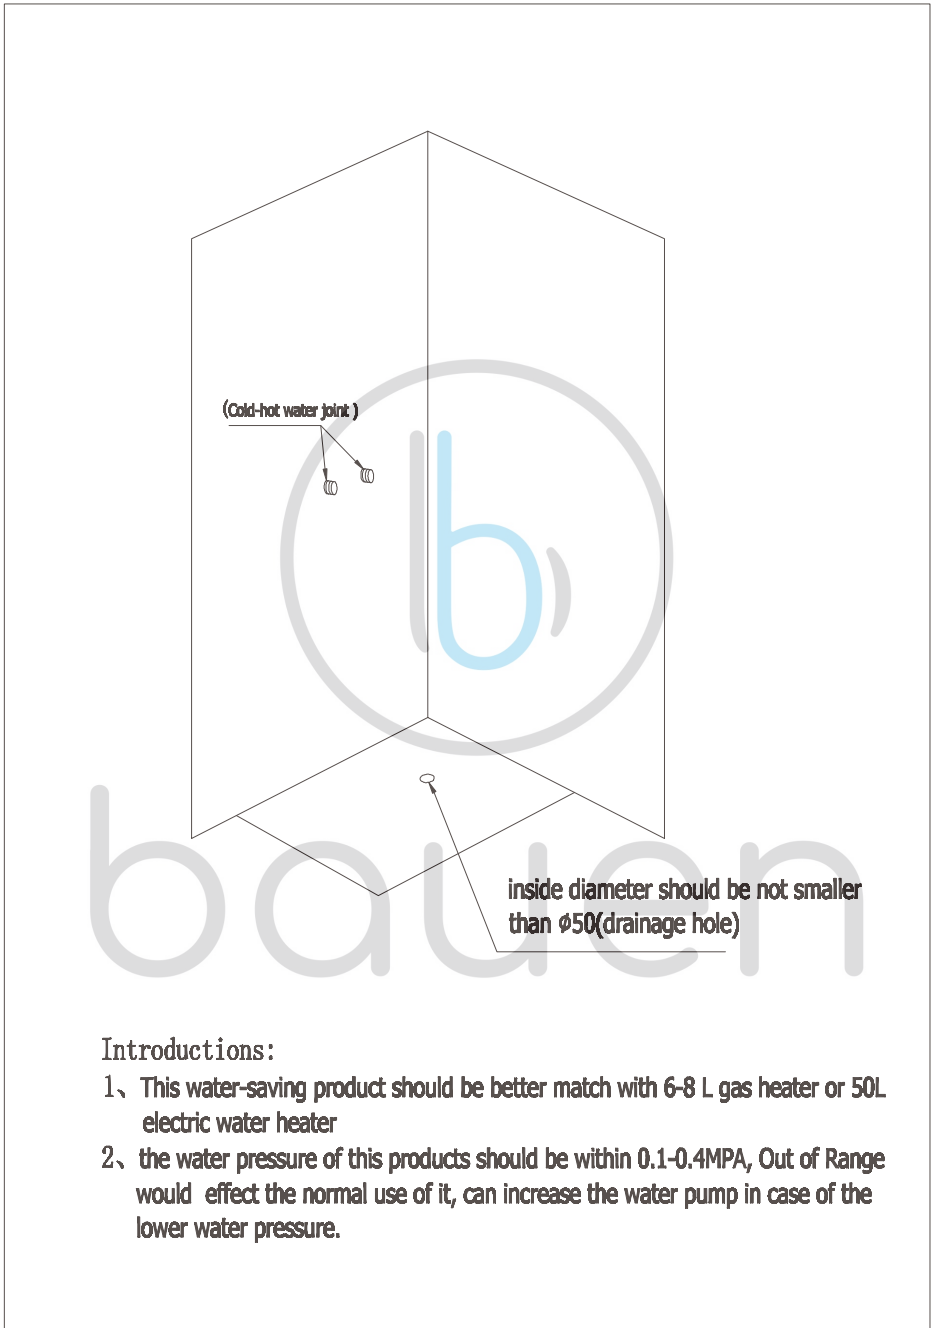 (Cold-hot water joint )
bauen
inside diameter should be not smaller
than φ50(drainage hole)
Introductions:
1、This water-saving product should be better match with 6-8 L gas heater or 50L
electric water heater
2、the water pressure of this products should be within 0.1-0.4MPA, Out of Range
would effect the normal use of it, can increase the water pump in case of the
lower water pressure.